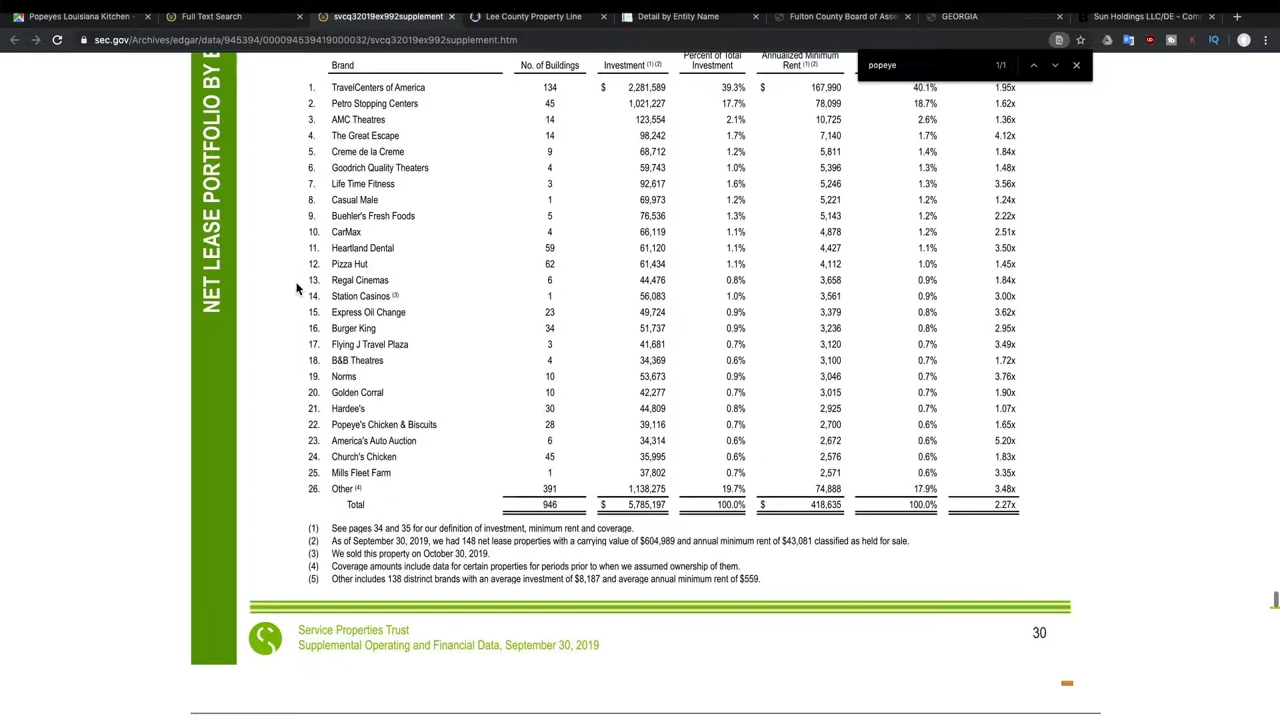 Popeyes Louisiana Kitchen -
Full Text Search
svcq32019ex992supplement
Lee County Property Line
Detail by Entity Name
Fulton County Board of Asse
GEORGIA
Sun Holdings LLC/DE - Com
sec.gov/Archives/edgar/data/945394/000094539419000032/svcq32019ex992supplement.htm
popeye 1/1
NET LEASE PORTFOLIO BY
Percent of Total Annualized Minimum
Brand No. of Buildings Investment (1) (2) Investment Rent (1) (2)
1. TravelCenters of America 134 $ 2,281,589 39.3% $ 167,990 40.1% 1.95x
2. Petro Stopping Centers 45 1,021,227 17.7% 78,099 18.7% 1.62x
3. AMC Theatres 14 123,554 2.1% 10,725 2.6% 1.36x
4. The Great Escape 14 98,242 1.7% 7,140 1.7% 4.12x
5. Creme de la Creme 9 68,712 1.2% 5,811 1.4% 1.84x
6. Goodrich Quality Theaters 4 59,743 1.0% 5,396 1.3% 1.48x
7. Life Time Fitness 3 92,617 1.6% 5,246 1.3% 3.56x
8. Casual Male 1 69,973 1.2% 5,221 1.2% 1.24x
9. Buehler's Fresh Foods 5 76,536 1.3% 5,143 1.2% 2.22x
10. CarMax 4 66,119 1.1% 4,878 1.2% 2.51x
11. Heartland Dental 59 61,120 1.1% 4,427 1.1% 3.50x
12. Pizza Hut 62 61,434 1.1% 4,112 1.0% 1.45x
13. Regal Cinemas 6 44,476 0.8% 3,658 0.9% 1.84x
14. Station Casinos (3) 1 56,083 1.0% 3,561 0.9% 3.00x
15. Express Oil Change 23 49,724 0.9% 3,379 0.8% 3.62x
16. Burger King 34 51,737 0.9% 3,236 0.8% 2.95x
17. Flying J Travel Plaza 3 41,681 0.7% 3,120 0.7% 3.49x
18. B&B Theatres 4 34,369 0.6% 3,100 0.7% 1.72x
19. Norms 10 53,673 0.9% 3,046 0.7% 3.76x
20. Golden Corral 10 42,277 0.7% 3,015 0.7% 1.90x
21. Hardee's 30 44,809 0.8% 2,925 0.7% 1.07x
22. Popeye's Chicken & Biscuits 28 39,116 0.7% 2,700 0.6% 1.65x
23. America's Auto Auction 6 34,314 0.6% 2,672 0.6% 5.20x
24. Church's Chicken 45 35,995 0.6% 2,576 0.6% 1.83x
25. Mills Fleet Farm 1 37,802 0.7% 2,571 0.6% 3.35x
26. Other (4) 391 1,138,275 19.7% 74,888 17.9% 3.48x
Total 946 $ 5,785,197 100.0% $ 418,635 100.0% 2.27x
(1) See pages 34 and 35 for our definition of investment, minimum rent and coverage.
(2) As of September 30, 2019, we had 148 net lease properties with a carrying value of $604,989 and annual minimum rent of $43,081 classified as held for sale.
(3) We sold this property on October 30, 2019.
(4) Coverage amounts include data for certain properties for periods prior to when we assumed ownership of them.
(5) Other includes 138 district brands with an average investment of $8,187 and average annual minimum rent of $559.
Service Properties Trust
Supplemental Operating and Financial Data, September 30, 2019
30